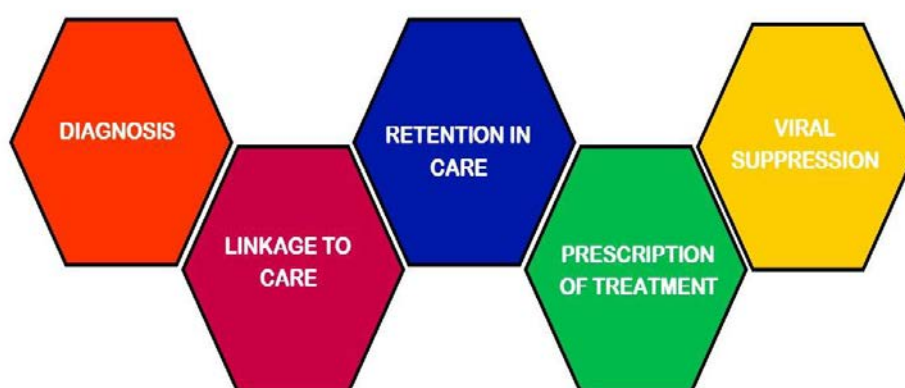 DIAGNOSIS
LINKAGE TO
CARE
RETENTION IN
CARE
PRESCRIPTION
OF TREATMENT
VIRAL
SUPPRESSION